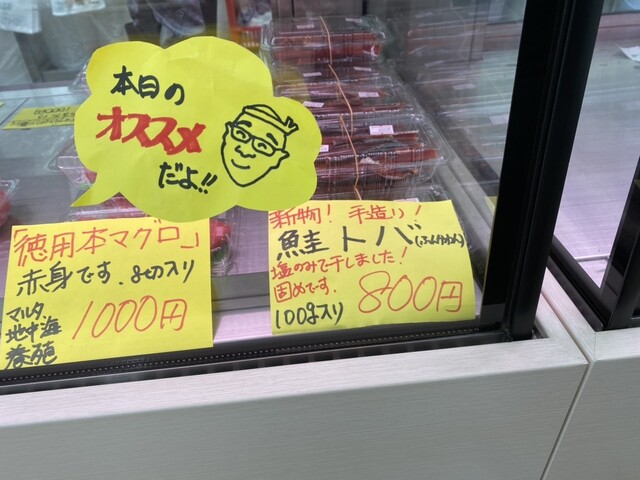 本日の
オススメ
だよ!!
「徳用本マグロ」
赤身です。8切入り
マルタ
地中海
1000円
新物！ 手造り！
鮭トバ
塩のみで干しました！
固めです。
100g入り
800円